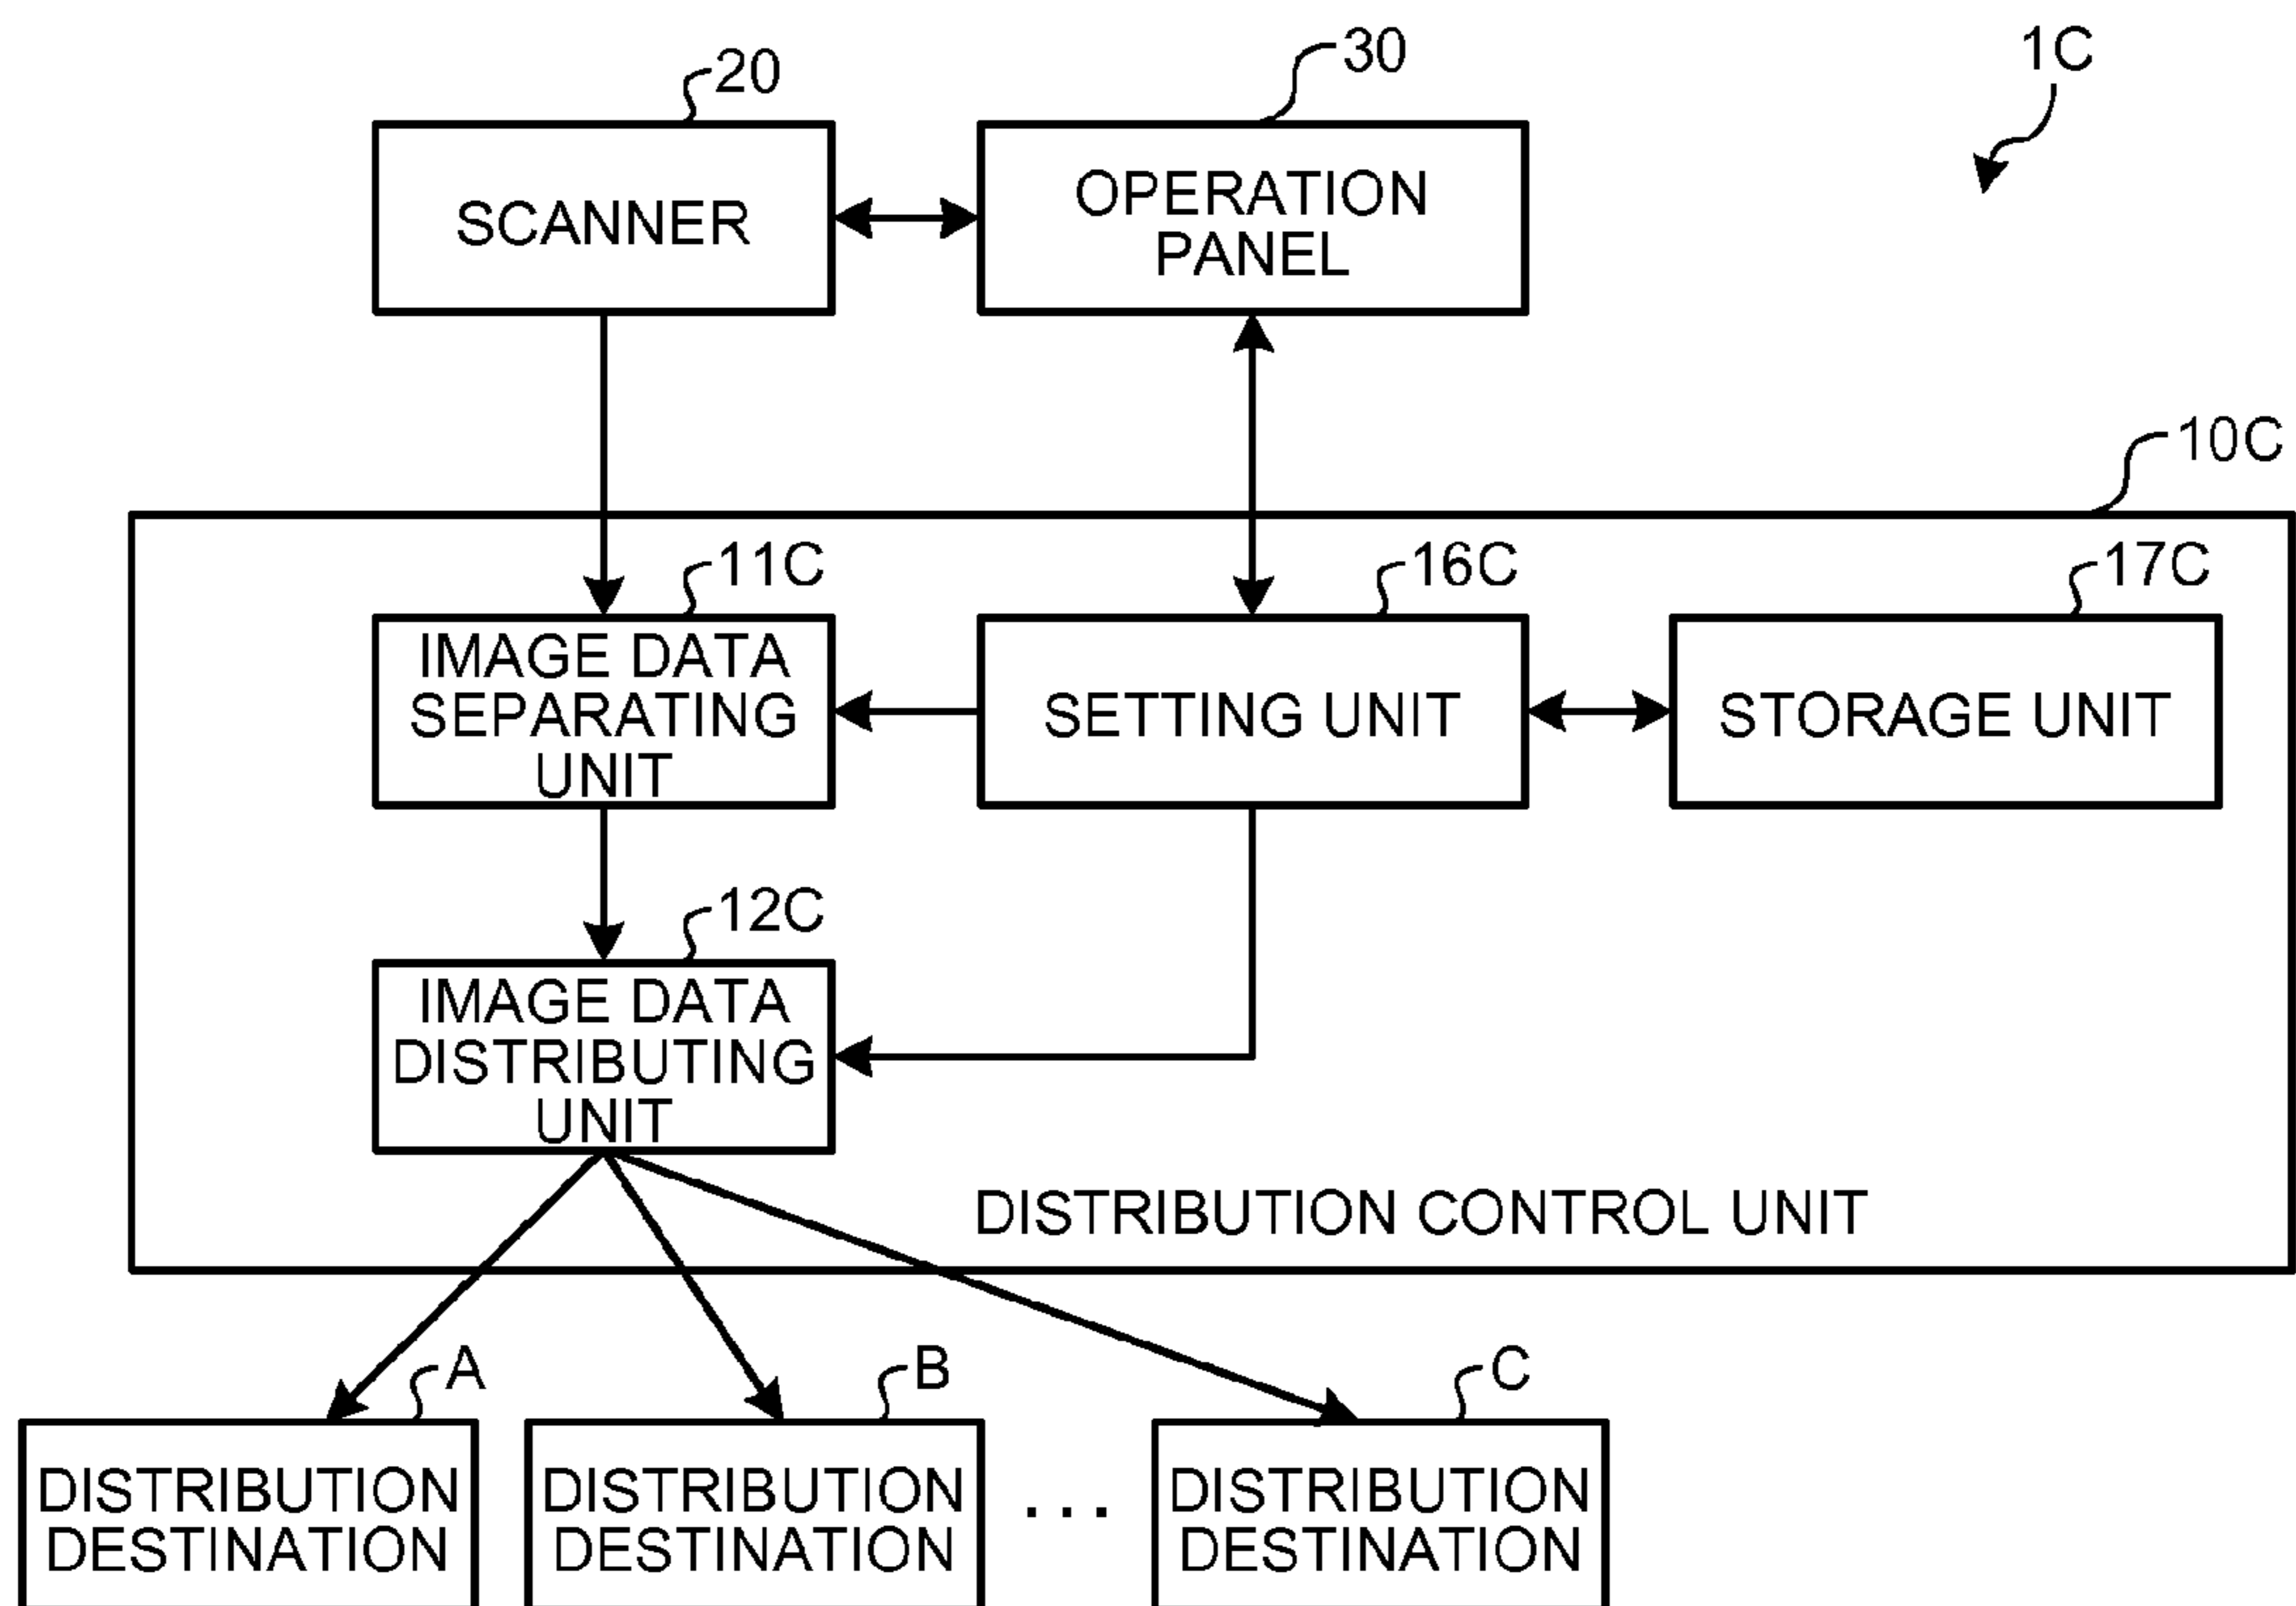 20
30
1C
SCANNER
OPERATION
PANEL
10C
11C
16C
17C
IMAGE DATA
SEPARATING
UNIT
SETTING UNIT
STORAGE UNIT
12C
IMAGE DATA
DISTRIBUTING
UNIT
DISTRIBUTION CONTROL UNIT
A
B
C
DISTRIBUTION
DESTINATION
DISTRIBUTION
DESTINATION
...
DISTRIBUTION
DESTINATION